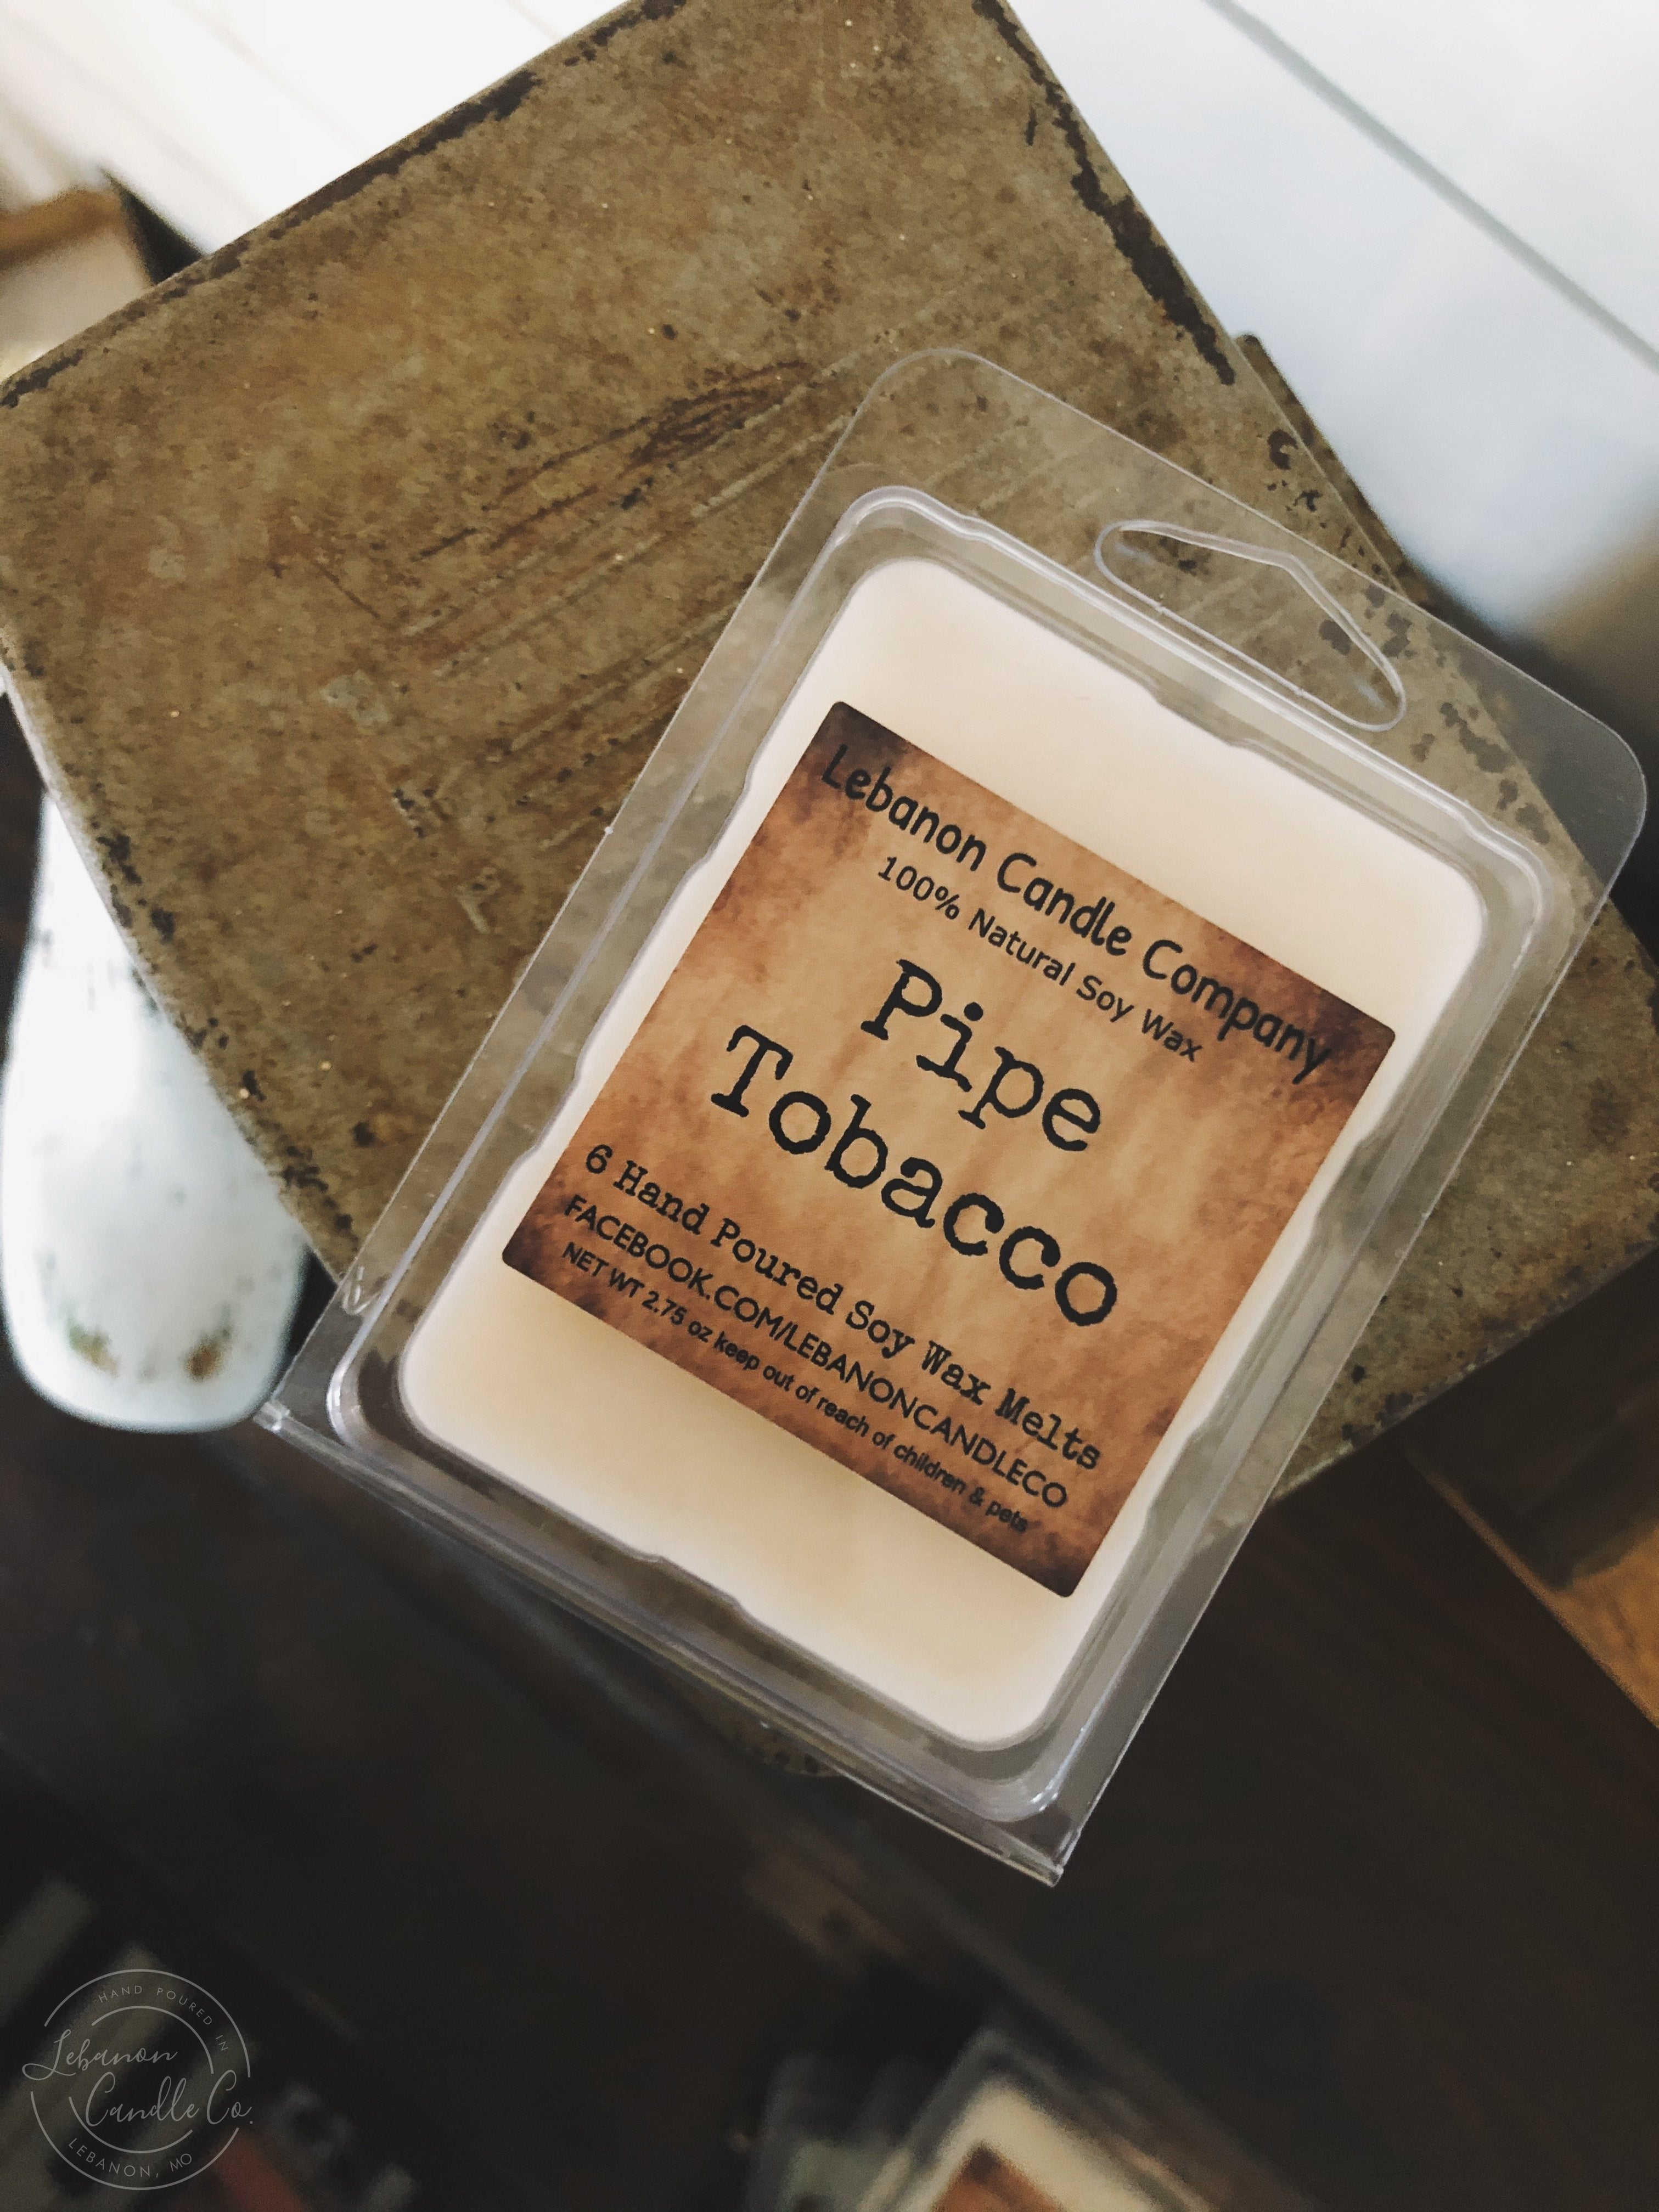 Lebanon Candle Company
100% Natural Soy Wax
Pipe
Tobacco
6 Hand Poured Soy Wax Melts
FACEBOOK.COM/LEBANONCANDLECO
NET WT 2.75 oz keep out of reach of children & pets
HAND POURED IN
Lebanon
Candle Co.
LEBANON, MO